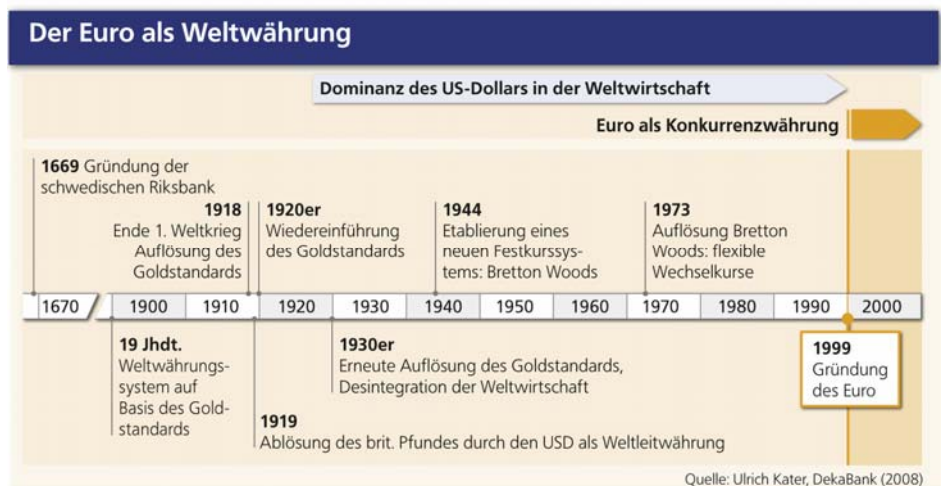 Der Euro als Weltwährung
Dominanz des US-Dollars in der Weltwirtschaft
Euro als Konkurrenzwährung
1669 Gründung der
schwedischen Riksbank
1918
Ende 1. Weltkrieg
Auflösung des
Goldstandards
1920er
Wiedereinführung
des Goldstandards
1944
Etablierung eines
neuen Festkurssys-
tems: Bretton Woods
1973
Auflösung Bretton
Woods: flexible
Wechselkurse
1670 1900 1910 1920 1930 1940 1950 1960 1970 1980 1990 2000
19 Jhdt.
Weltwährungs-
system auf
Basis des Gold-
standards
1930er
Erneute Auflösung des Goldstandards,
Desintegration der Weltwirtschaft
1919
Ablösung des brit. Pfundes durch den USD als Weltleitwährung
1999
Gründung
des Euro
Quelle: Ulrich Kater, DekaBank (2008)